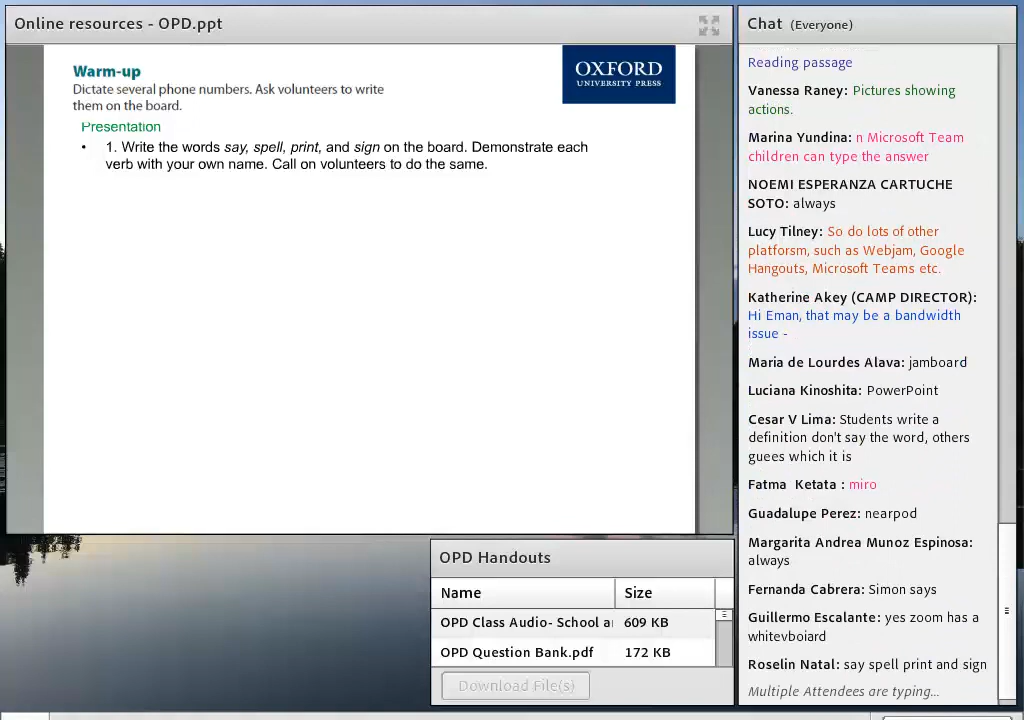 Online resources - OPD.ppt
Warm-up
Dictate several phone numbers. Ask volunteers to write
them on the board.
OXFORD
UNIVERSITY PRESS
Presentation
• 1. Write the words say, spell, print, and sign on the board. Demonstrate each
verb with your own name. Call on volunteers to do the same.
OPD Handouts
Name Size
OPD Class Audio- School a 609 KB
OPD Question Bank.pdf 172 KB
Download File(s)
Chat (Everyone)
Reading passage
Vanessa Raney: Pictures showing
actions.
Marina Yundina: n Microsoft Team
children can type the answer
NOEMI ESPERANZA CARTUCHE
SOTO: always
Lucy Tilney: So do lots of other
platforsm, such as Webjam, Google
Hangouts, Microsoft Teams etc.
Katherine Akey (CAMP DIRECTOR):
Hi Eman, that may be a bandwidth
issue -
Maria de Lourdes Alava: jamboard
Luciana Kinoshita: PowerPoint
Cesar V Lima: Students write a
definition don't say the word, others
guees which it is
Fatma Ketata : miro
Guadalupe Perez: nearpod
Margarita Andrea Munoz Espinosa:
always
Fernanda Cabrera: Simon says
Guillermo Escalante: yes zoom has a
whitevboiard
Roselin Natal: say spell print and sign
Multiple Attendees are typing...